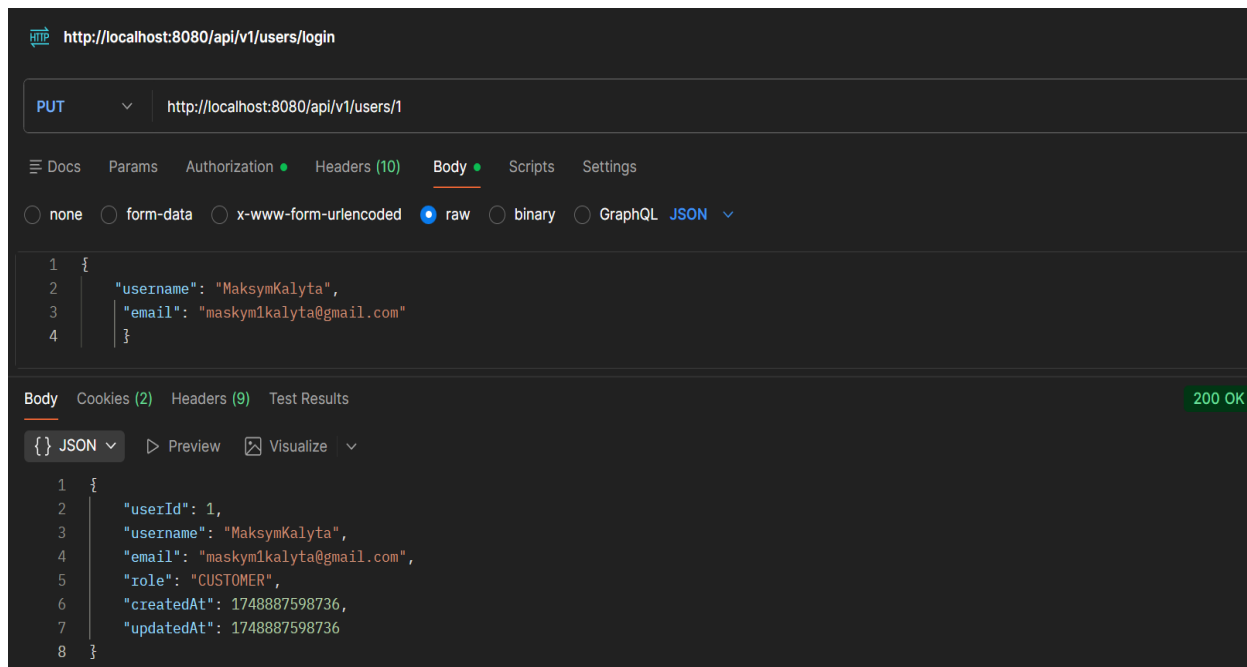 HTTP http://localhost:8080/api/v1/users/login
PUT http://localhost:8080/api/v1/users/1
Docs Params Authorization Headers (10) Body Scripts Settings
none form-data x-www-form-urlencoded raw binary GraphQL JSON
1 {
2 "username": "MaksymKalyta",
3 "email": "maskym1kalyta@gmail.com"
4 }
Body Cookies (2) Headers (9) Test Results 200 OK
{} JSON Preview Visualize
1 {
2 "userId": 1,
3 "username": "MaksymKalyta",
4 "email": "maskym1kalyta@gmail.com",
5 "role": "CUSTOMER",
6 "createdAt": 1748887598736,
7 "updatedAt": 1748887598736
8 }